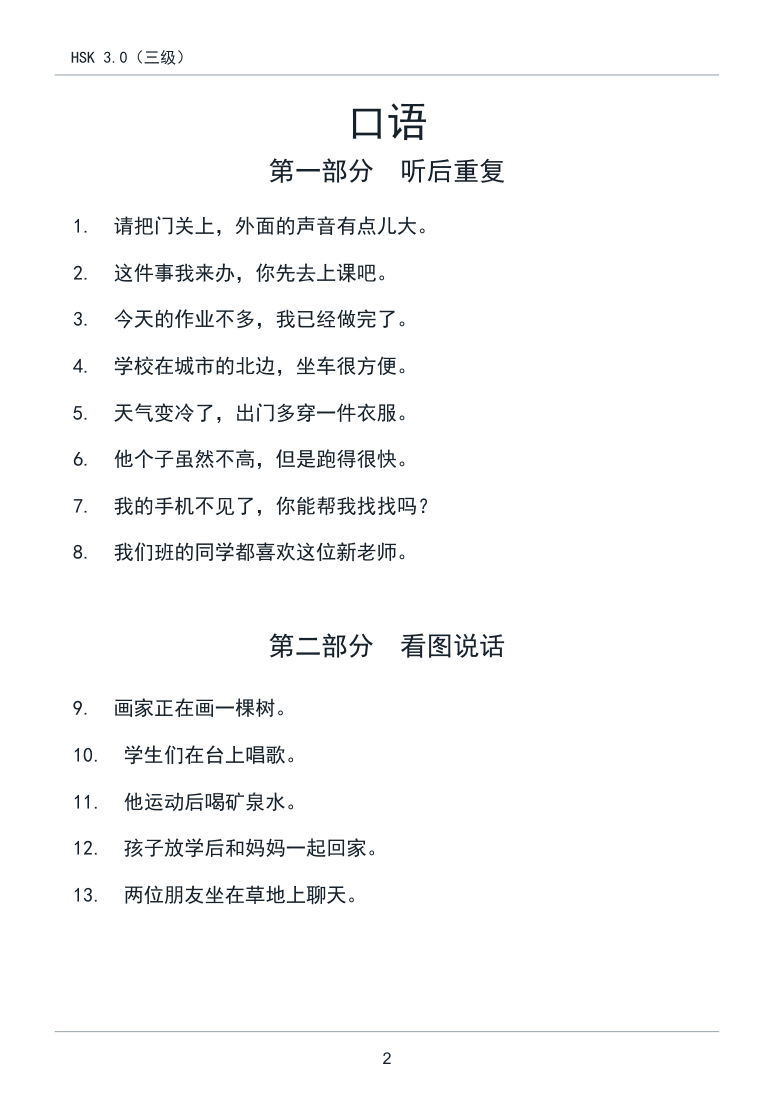 HSK 3.0（三级）
口语
第一部分　听后重复
1. 请把门关上，外面的声音有点儿大。
2. 这件事我来办，你先去上课吧。
3. 今天的作业不多，我已经做完了。
4. 学校在城市的北边，坐车很方便。
5. 天气变冷了，出门多穿一件衣服。
6. 他个子虽然不高，但是跑得很快。
7. 我的手机不见了，你能帮我找找吗？
8. 我们班的同学都喜欢这位新老师。
第二部分　看图说话
9. 画家正在画一棵树。
10. 学生们在台上唱歌。
11. 他运动后喝矿泉水。
12. 孩子放学后和妈妈一起回家。
13. 两位朋友坐在草地上聊天。
2